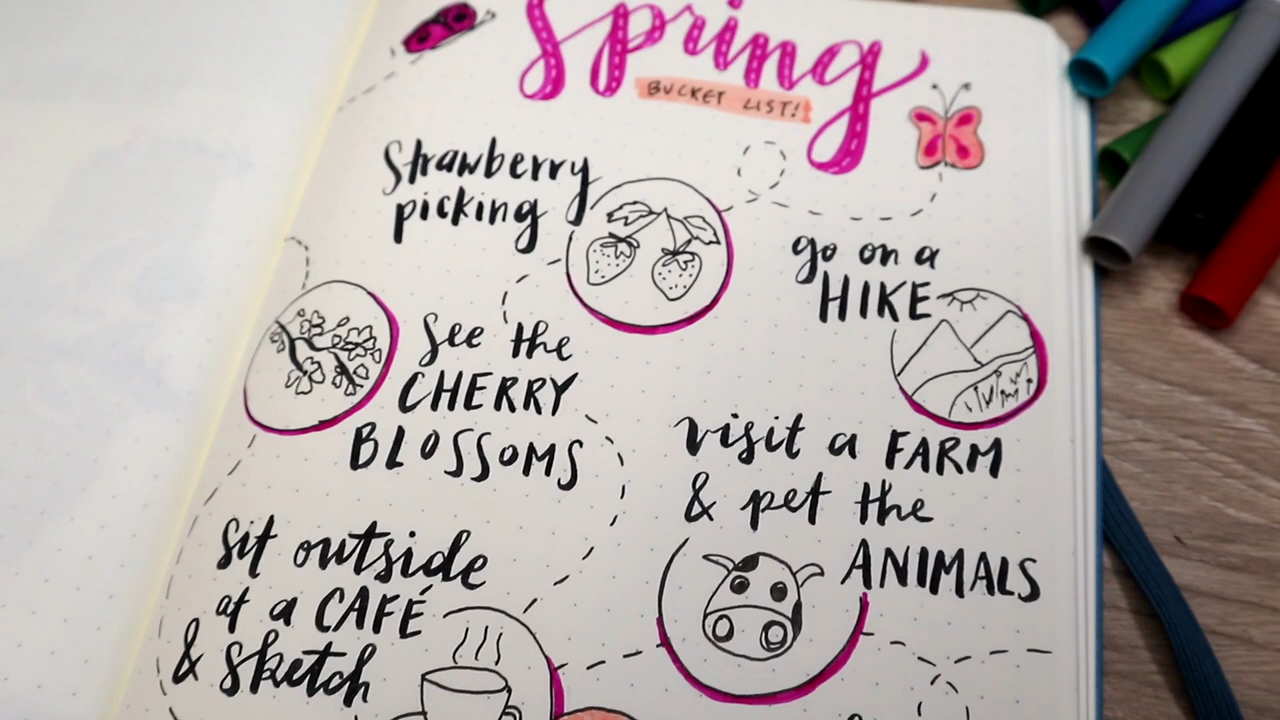 Spring
BUCKET LIST!
Strawberry
picking
go on a
HIKE
See the
CHERRY
BLOSSOMS
visit a FARM
& pet the
ANIMALS
Sit outside
at a CAFÉ
& sketch